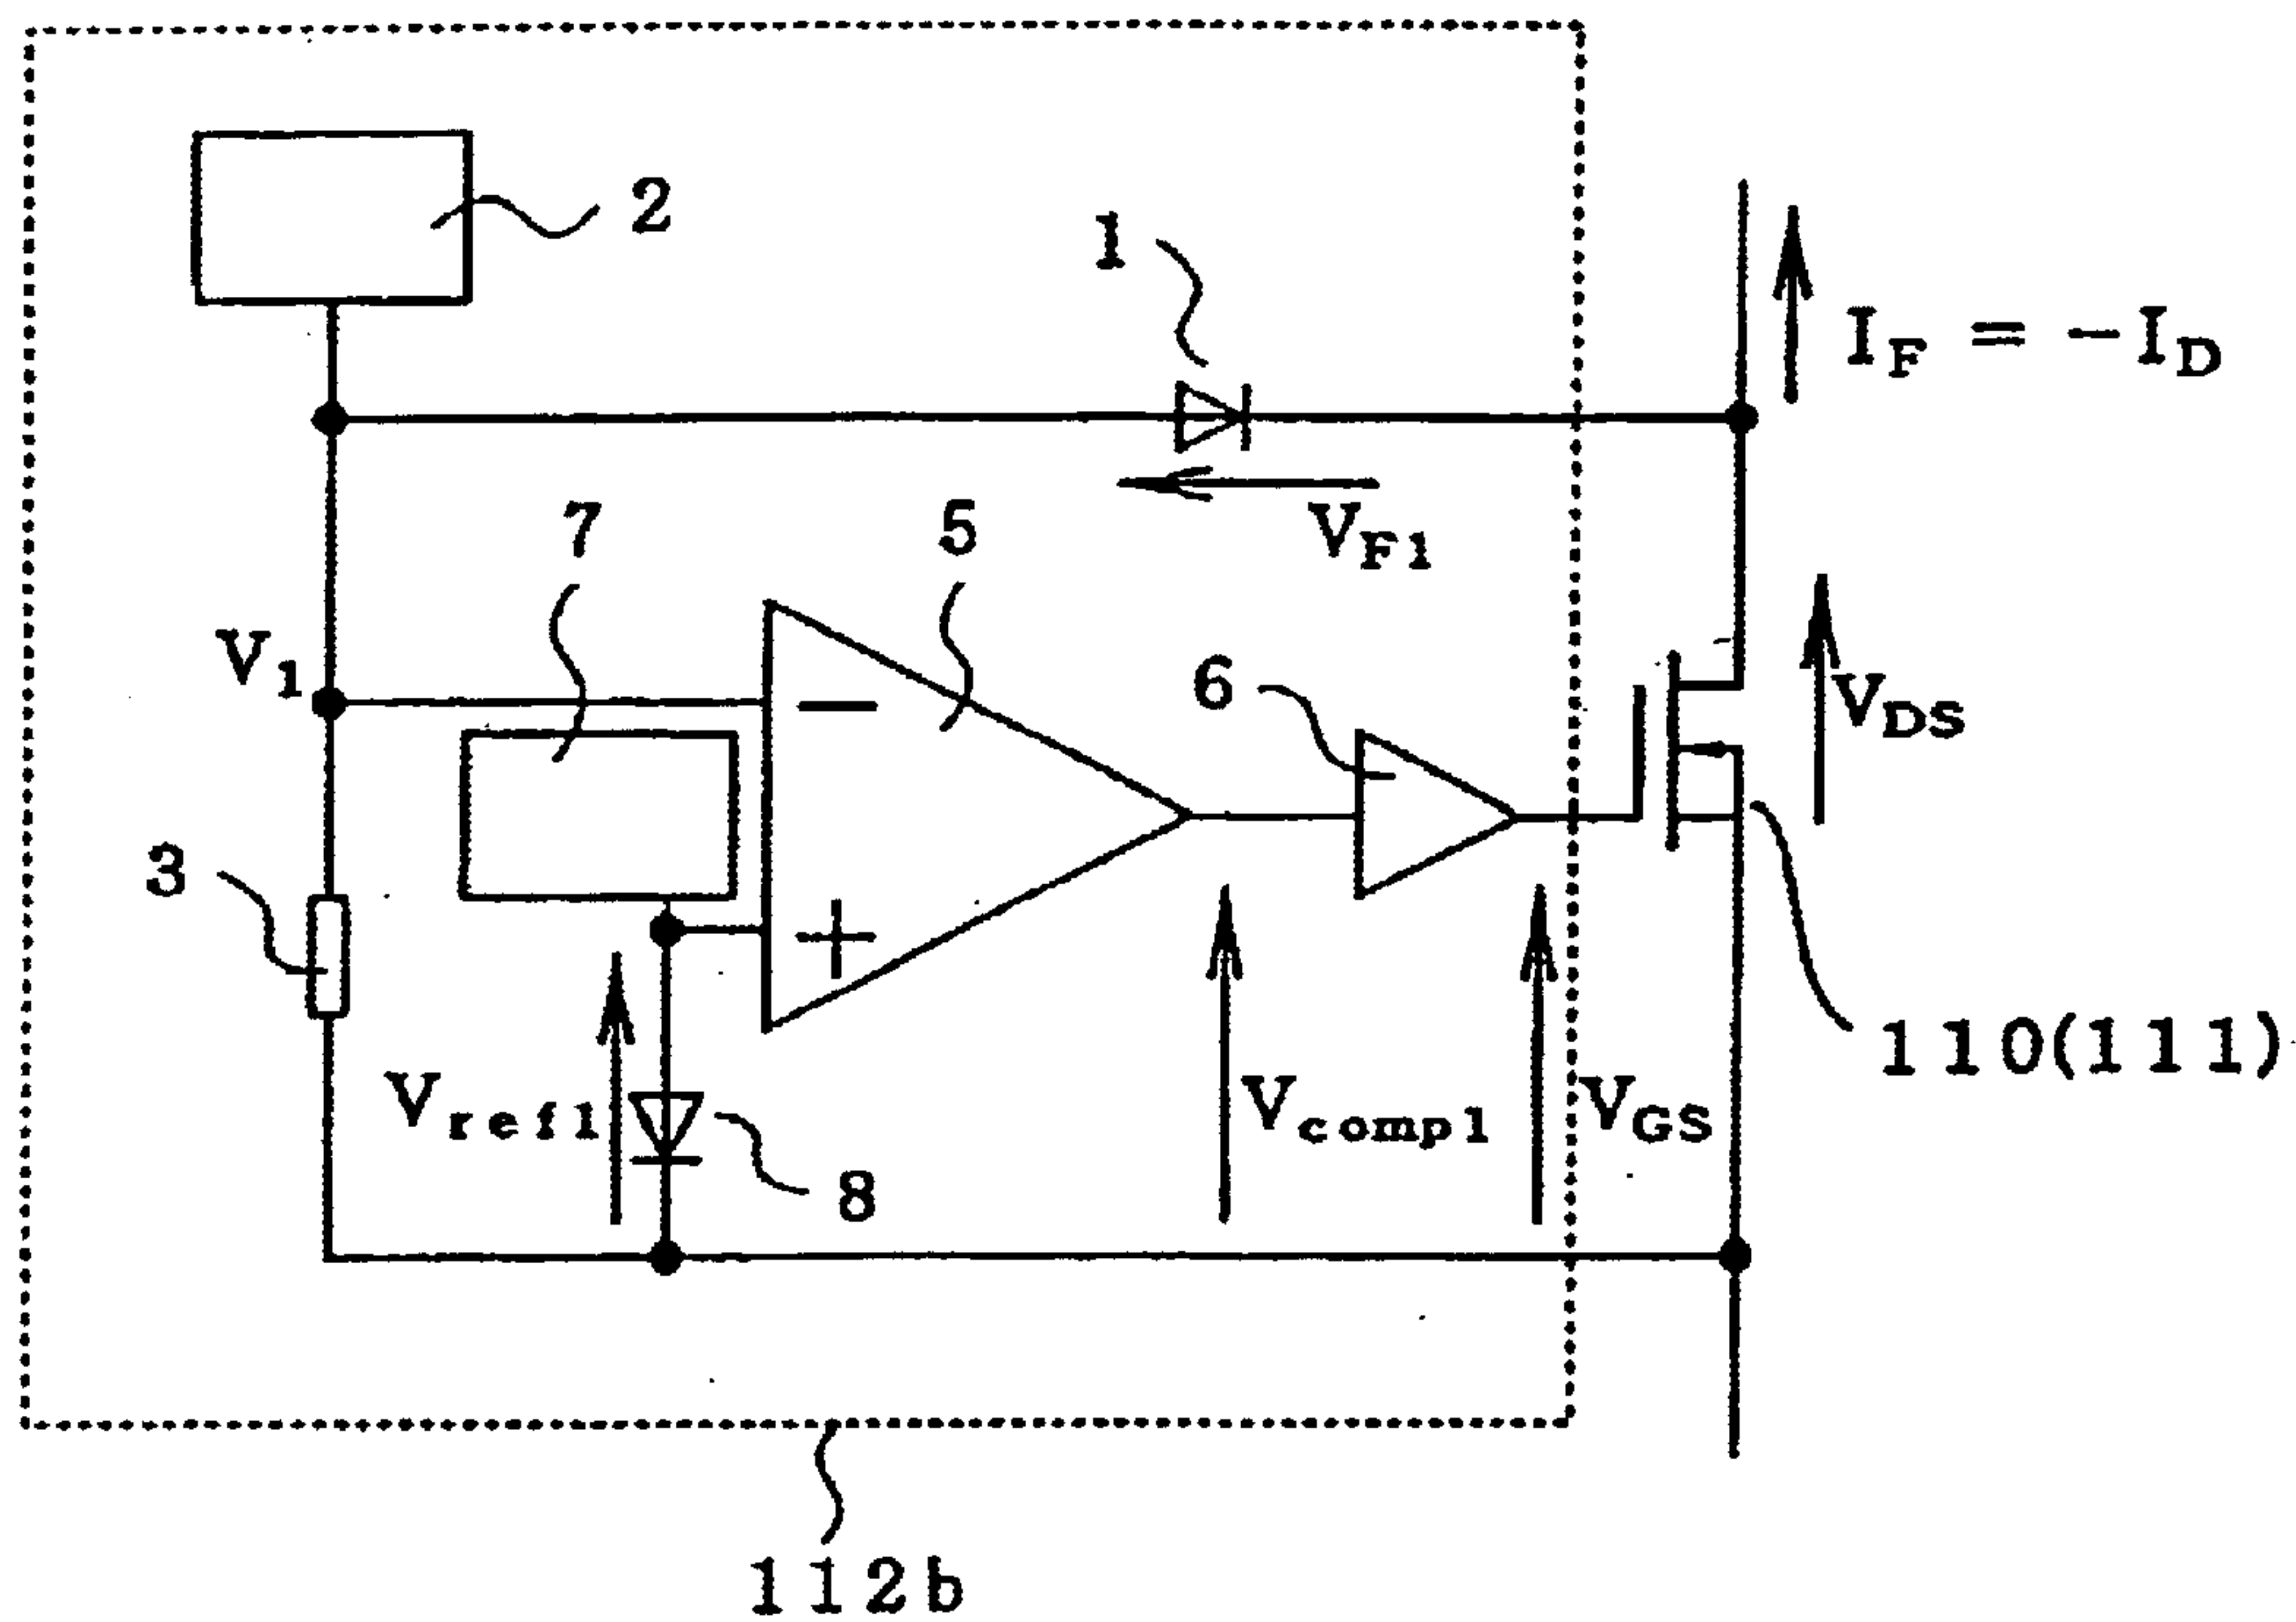 2
1
I_F = -I_D
7
5
V_F1
V_1
6
V_DS
3
110(111)
V_ref1
V_comp1
V_GS
8
112b
-
+